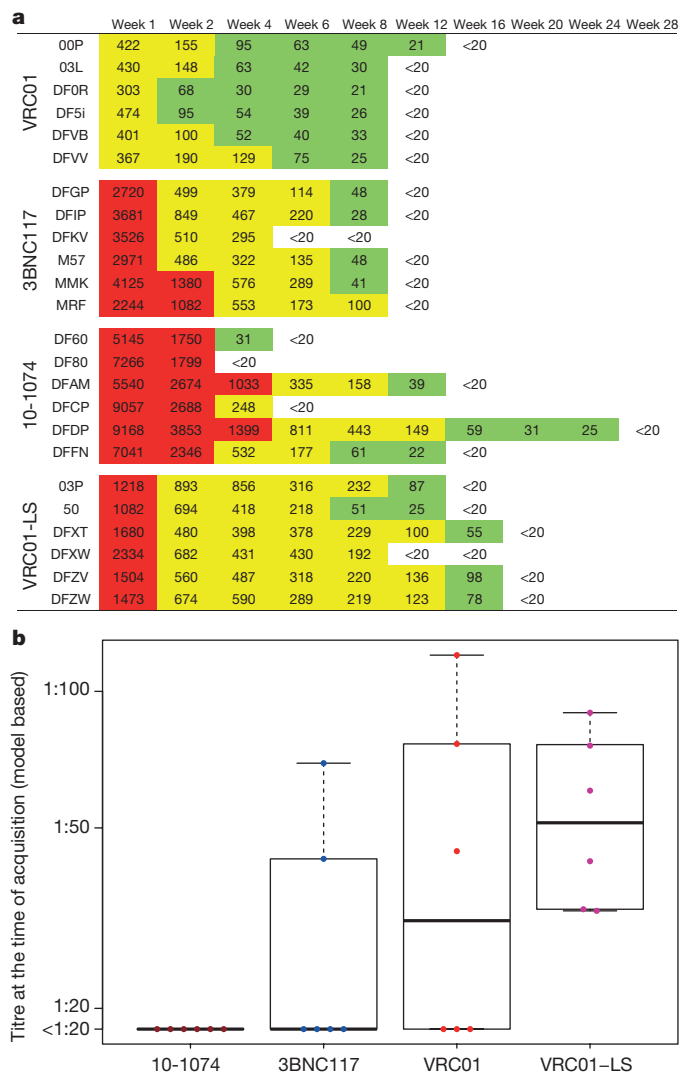 a
Week 1 Week 2 Week 4 Week 6 Week 8 Week 12 Week 16 Week 20 Week 24 Week 28
VRC01
00P 422 155 95 63 49 21 <20
03L 430 148 63 42 30 <20
DF0R 303 68 30 29 21 <20
DF5i 474 95 54 39 26 <20
DFVB 401 100 52 40 33 <20
DFVV 367 190 129 75 25 <20
3BNC117
DFGP 2720 499 379 114 48 <20
DFIP 3681 849 467 220 28 <20
DFKV 3526 510 295 <20 <20
M57 2971 486 322 135 48 <20
MMK 4125 1380 576 289 41 <20
MRF 2244 1082 553 173 100 <20
10-1074
DF60 5145 1750 31 <20
DF80 7266 1799 <20
DFAM 5540 2674 1033 335 158 39 <20
DFCP 9057 2688 248 <20
DFDP 9168 3853 1399 811 443 149 59 31 25 <20
DFFN 7041 2346 532 177 61 22 <20
VRC01-LS
03P 1218 893 856 316 232 87 <20
50 1082 694 418 218 51 25 <20
DFXT 1680 480 398 378 229 100 55 <20
DFXW 2334 682 431 430 192 <20 <20
DFZV 1504 560 487 318 220 136 98 <20
DFZW 1473 674 590 289 219 123 78 <20
b
Titre at the time of acquisition (model based)
1:100
1:50
1:20
<1:20
10-1074 3BNC117 VRC01 VRC01−LS